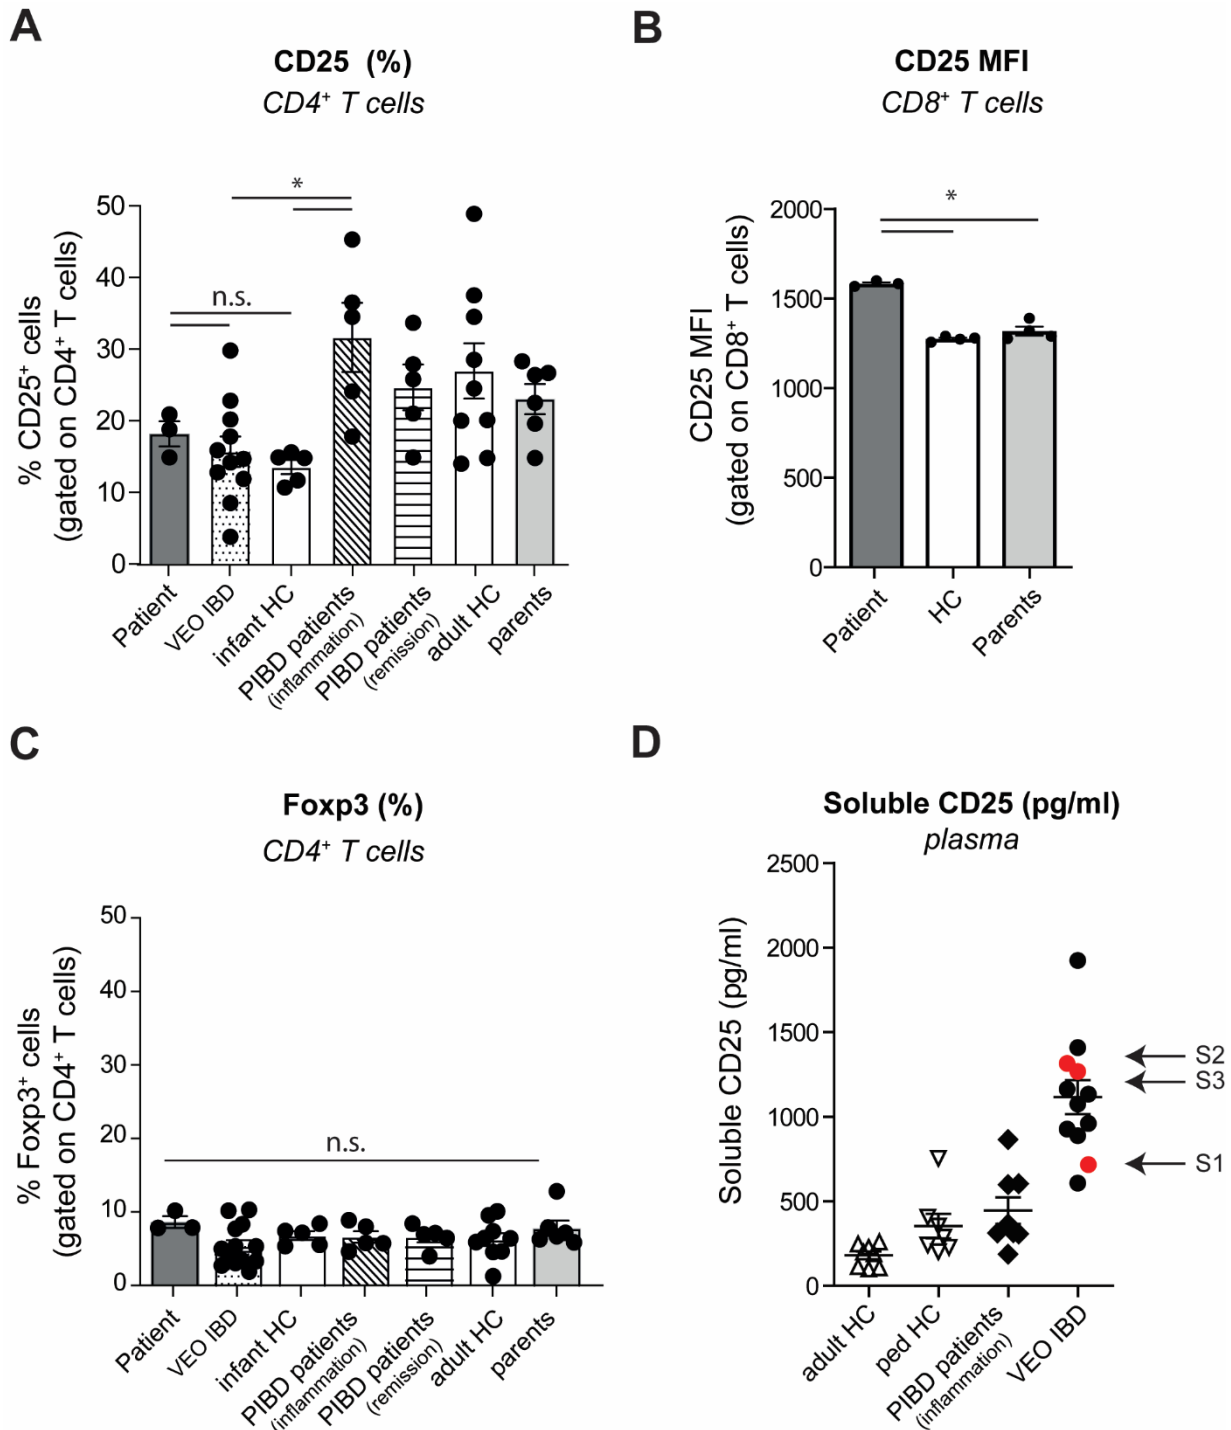 A
CD25 (%)
CD4⁺ T cells
% CD25⁺ cells
(gated on CD4⁺ T cells)
50
40
30
20
10
0
*
n.s.
Patient
VEO IBD
infant HC
PIBD patients
(inflammation)
PIBD patients
(remission)
adult HC
parents
B
CD25 MFI
CD8⁺ T cells
CD25 MFI
(gated on CD8⁺ T cells)
2000
1500
1000
500
0
*
Patient
HC
Parents
C
Foxp3 (%)
CD4⁺ T cells
% Foxp3⁺ cells
(gated on CD4⁺ T cells)
50
40
30
20
10
0
n.s.
Patient
VEO IBD
infant HC
PIBD patients
(inflammation)
PIBD patients
(remission)
adult HC
parents
D
Soluble CD25 (pg/ml)
plasma
Soluble CD25 (pg/ml)
2500
2000
1500
1000
500
0
S2
S3
S1
adult HC
ped HC
PIBD patients
(inflammation)
VEO IBD